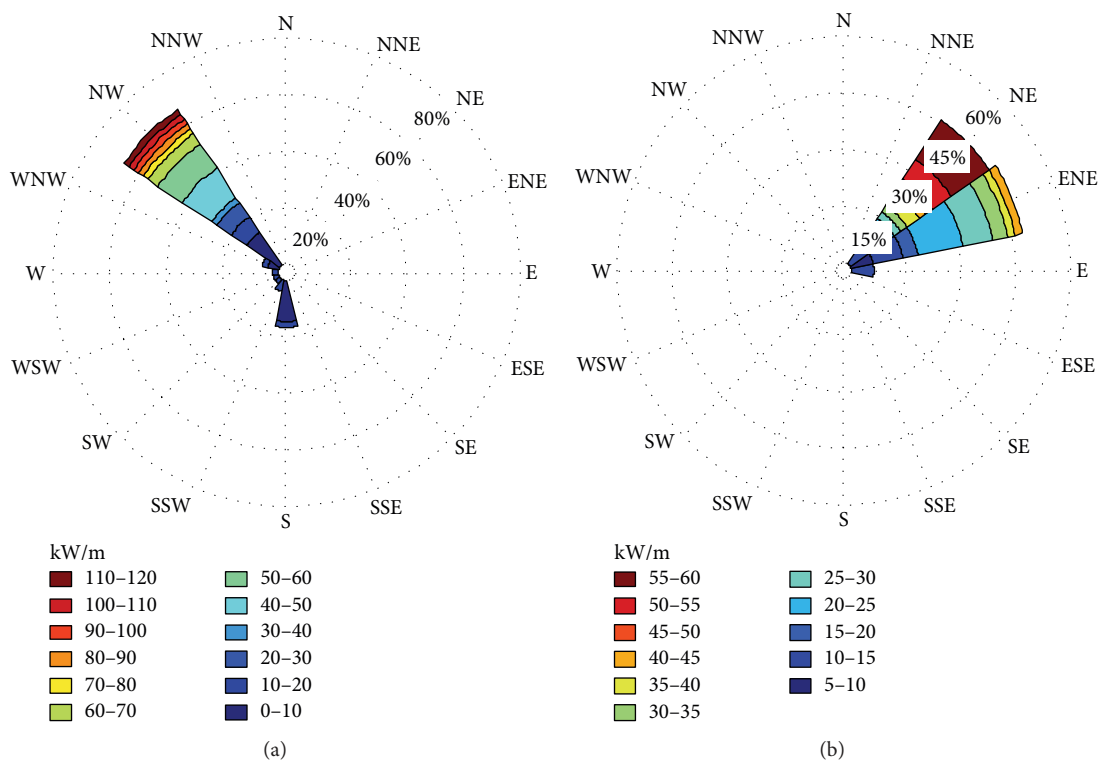 N
NNE
NE
ENE
E
ESE
SE
SSE
S
SSW
SW
WSW
W
WNW
NW
NNW
80%
60%
40%
20%
kW/m
110–120
100–110
90–100
80–90
70–80
60–70
50–60
40–50
30–40
20–30
10–20
0–10
(a)
N
NNE
NE
ENE
E
ESE
SE
SSE
S
SSW
SW
WSW
W
WNW
NW
NNW
60%
45%
30%
15%
kW/m
55–60
50–55
45–50
40–45
35–40
30–35
25–30
20–25
15–20
10–15
5–10
(b)